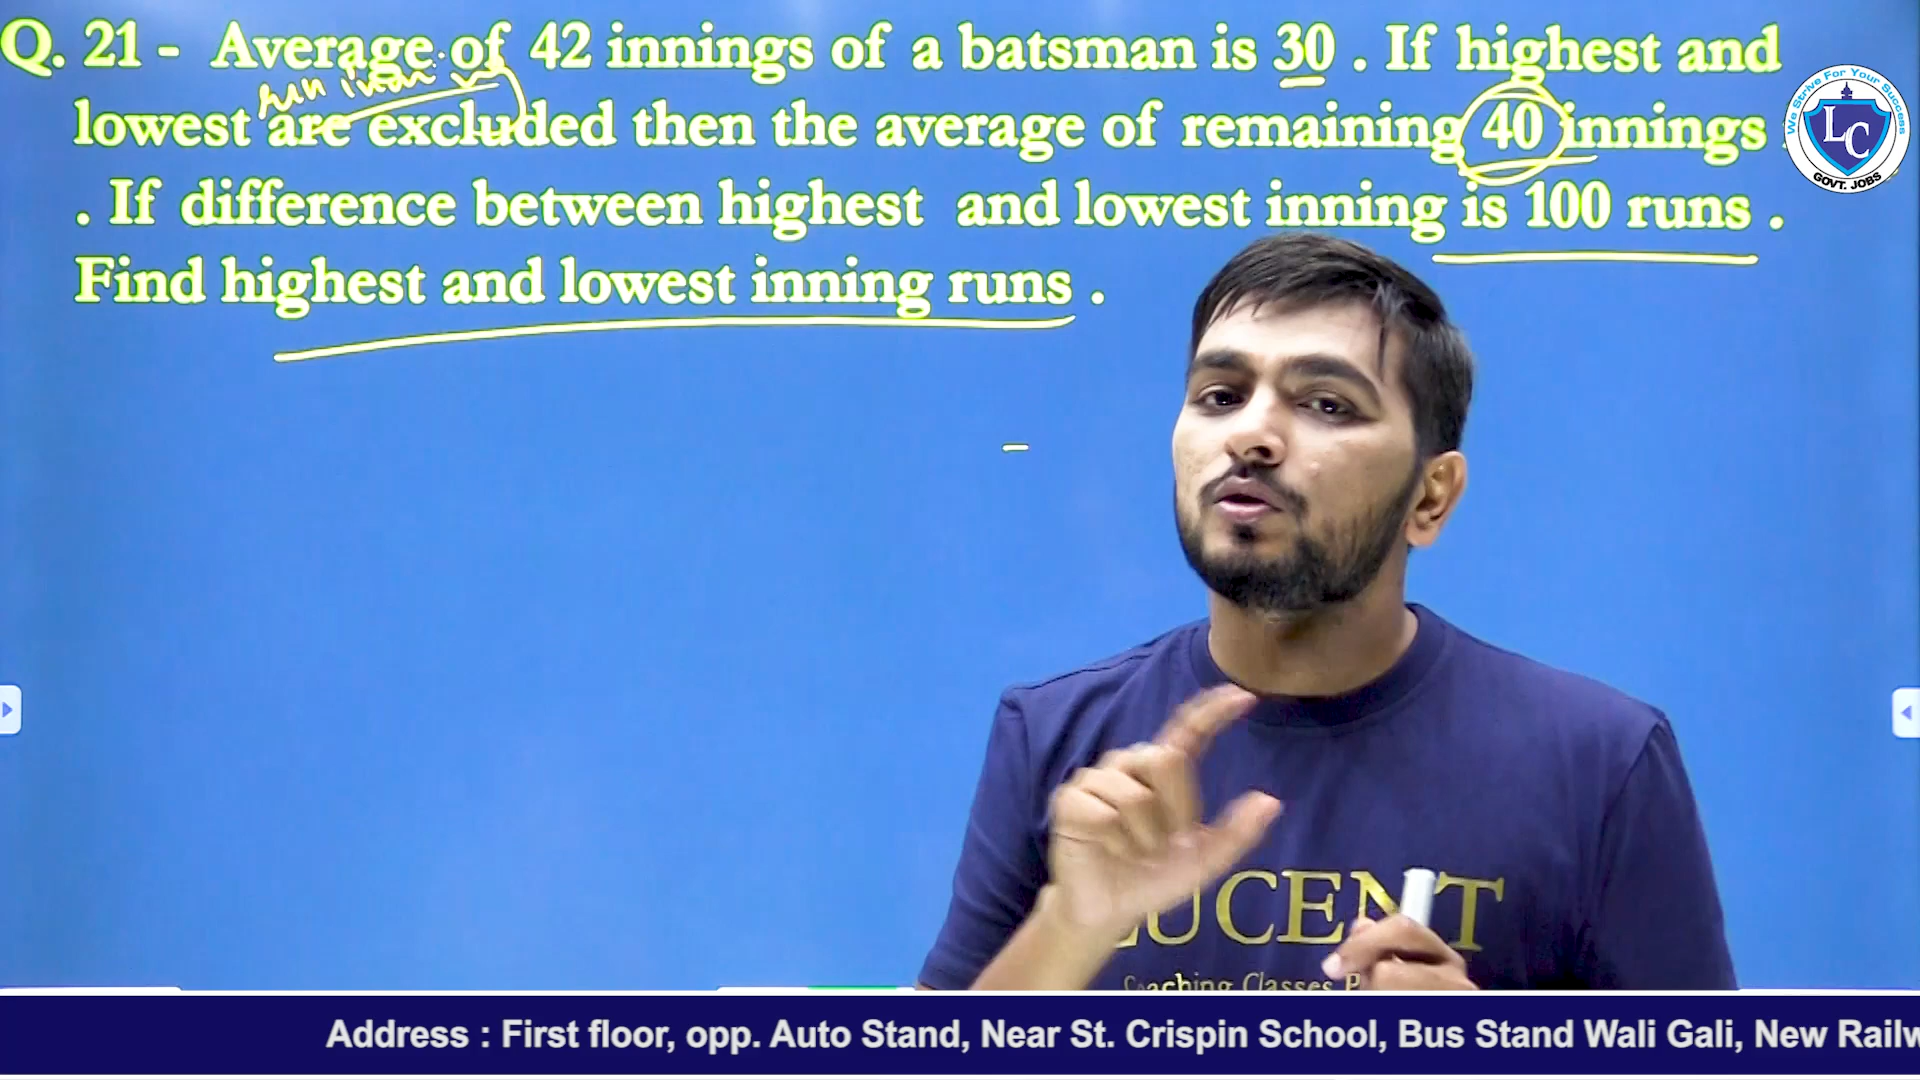 Q. 21 - Average of 42 innings of a batsman is 30 . If highest and
lowest are excluded then the average of remaining 40 innings .
. If difference between highest and lowest inning is 100 runs .
Find highest and lowest inning runs .
We Strive For Your Success
LC
GOVT. JOBS
LUCENT
Coaching Classes P
Address : First floor, opp. Auto Stand, Near St. Crispin School, Bus Stand Wali Gali, New Railw